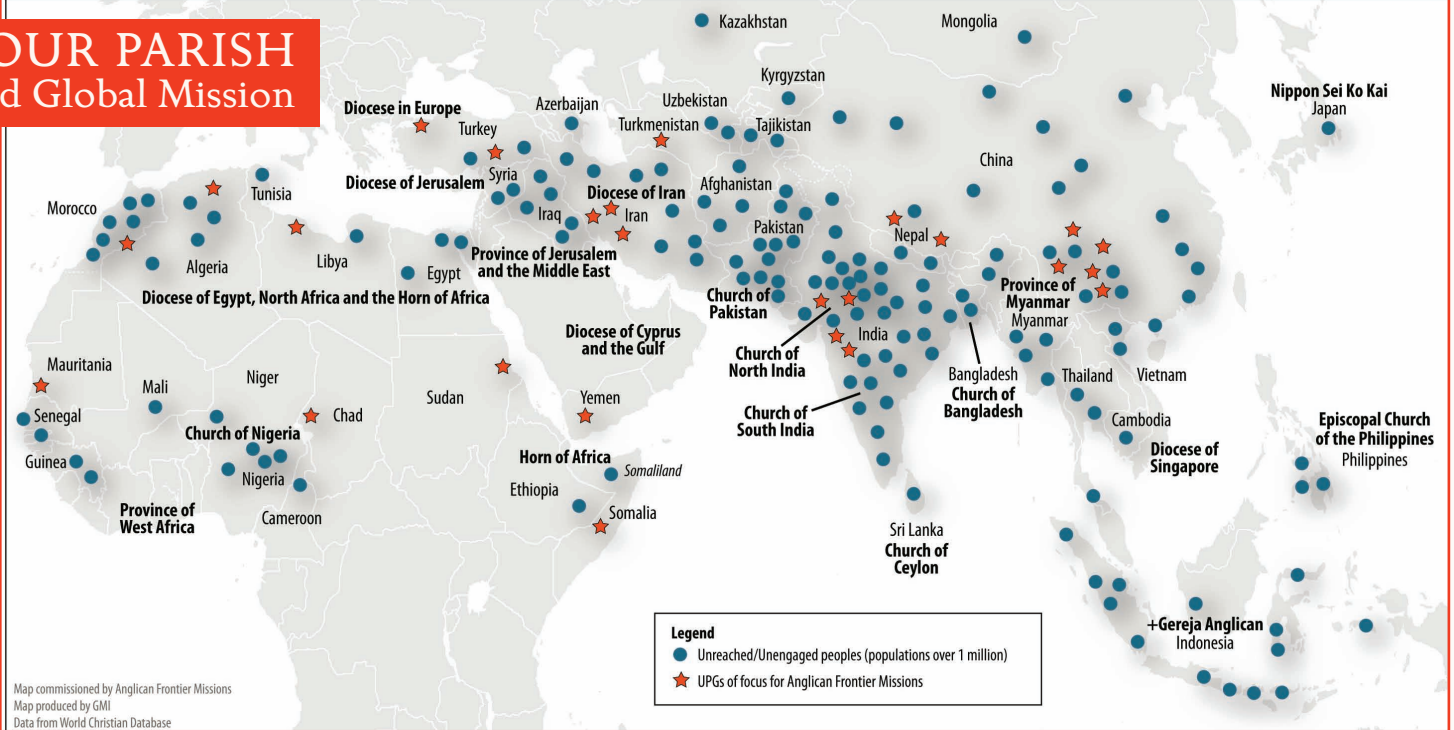 OUR PARISH
d Global Mission
Kazakhstan
Mongolia
Kyrgyzstan
Nippon Sei Ko Kai
Japan
Diocese in Europe
Azerbaijan
Uzbekistan
Turkey
Turkmenistan
Tajikistan
China
Tunisia
Diocese of Jerusalem
Syria
Diocese of Iran
Afghanistan
Morocco
Iraq
Iran
Pakistan
Nepal
Algeria
Libya
Egypt
Province of Jerusalem
and the Middle East
Diocese of Egypt, North Africa and the Horn of Africa
Church of
Pakistan
Province of
Myanmar
Myanmar
Diocese of Cyprus
and the Gulf
India
Church of
North India
Mauritania
Mali
Niger
Sudan
Yemen
Bangladesh
Church of
Bangladesh
Thailand
Vietnam
Senegal
Chad
Church of
South India
Cambodia
Church of Nigeria
Episcopal Church
of the Philippines
Philippines
Guinea
Nigeria
Horn of Africa
Somaliland
Diocese of
Singapore
Ethiopia
Somalia
Province of
West Africa
Cameroon
Sri Lanka
Church of
Ceylon
+Gereja Anglican
Indonesia
Legend
Unreached/Unengaged peoples (populations over 1 million)
UPGs of focus for Anglican Frontier Missions
Map commissioned by Anglican Frontier Missions
Map produced by GMI
Data from World Christian Database